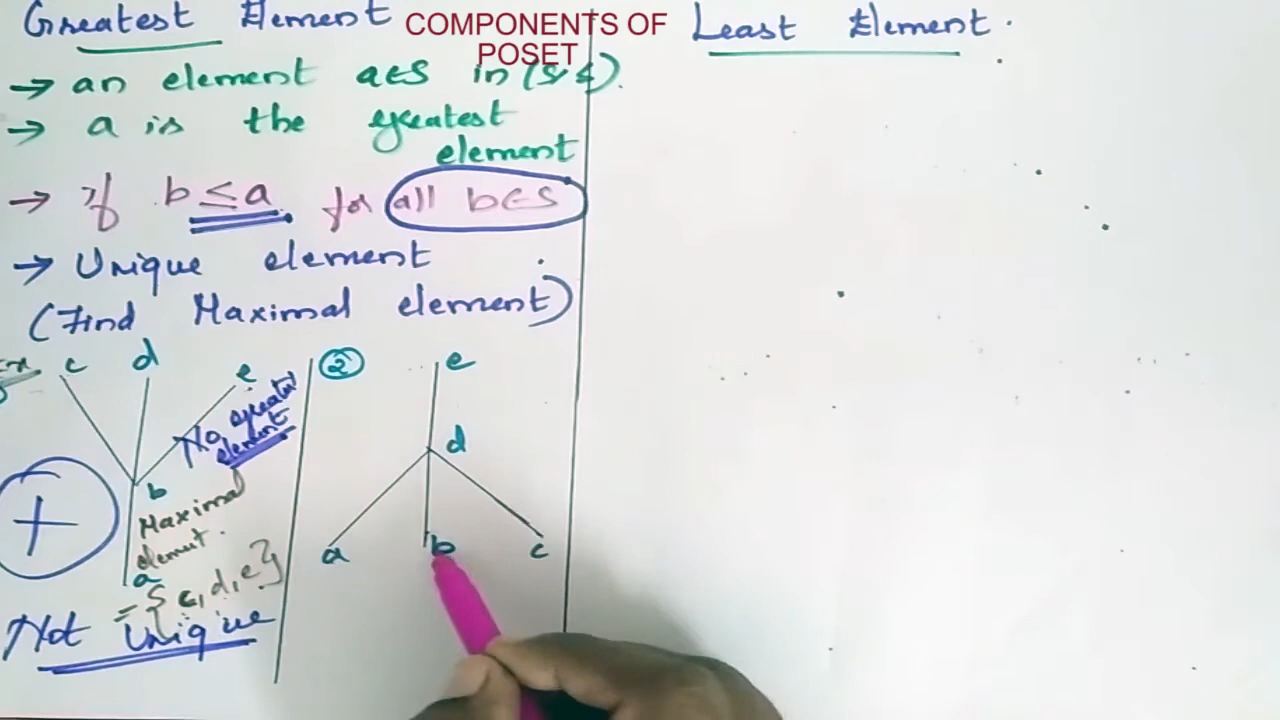 Greatest Element
COMPONENTS OF
POSET
→ an element a∈S in (S, ≤).
→ a is the greatest
element
→ if b ≤ a for all b∈S
→ Unique element
(Find Maximal element)
Ex
c d e
No greatest
element
b
Maximal
element.
a
= {c, d, e}
Not Unique
②
e
d
a b c
Least Element.